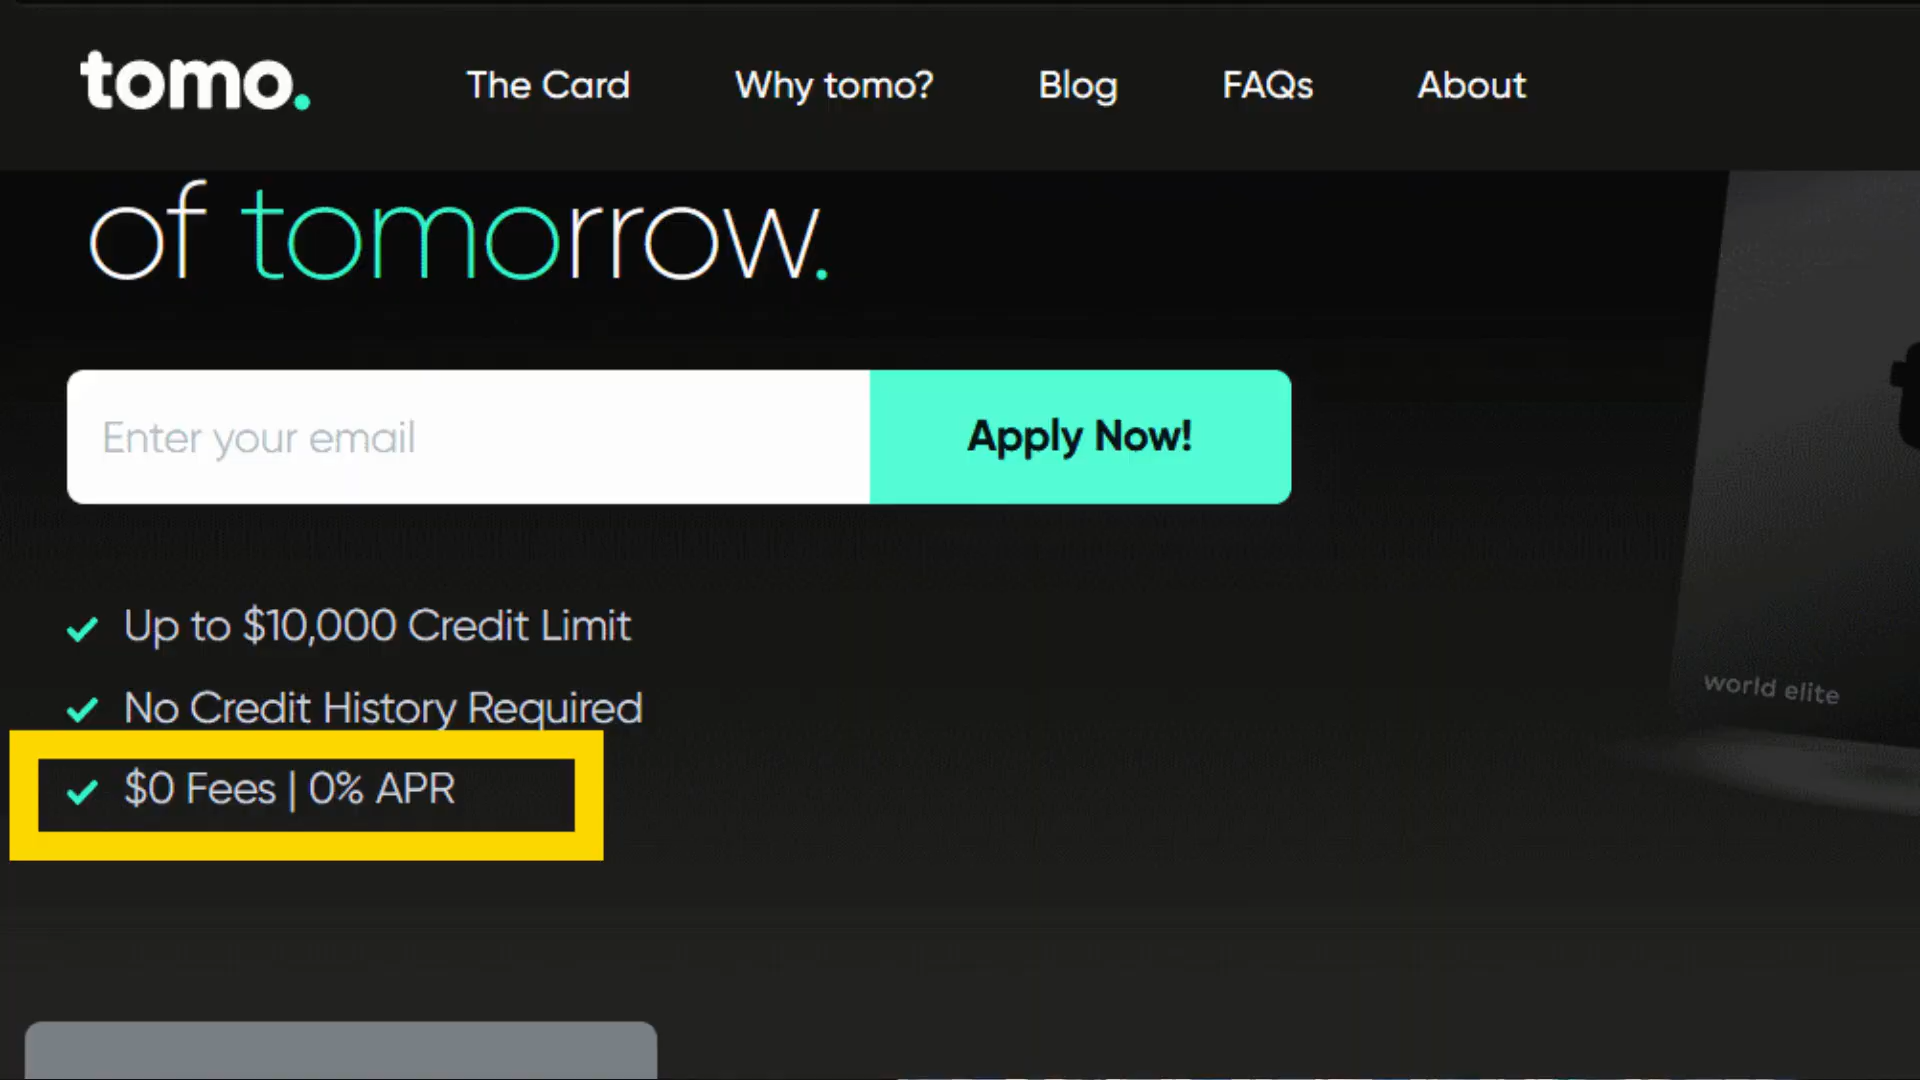 tomo.
The Card
Why tomo?
Blog
FAQs
About
of tomorrow.
Enter your email
Apply Now!
Up to $10,000 Credit Limit
No Credit History Required
$0 Fees | 0% APR
world elite